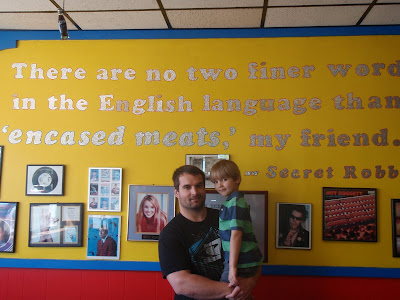 There are no two finer word
in the English language than
'encased meats,' my friend.
— Secret Robb